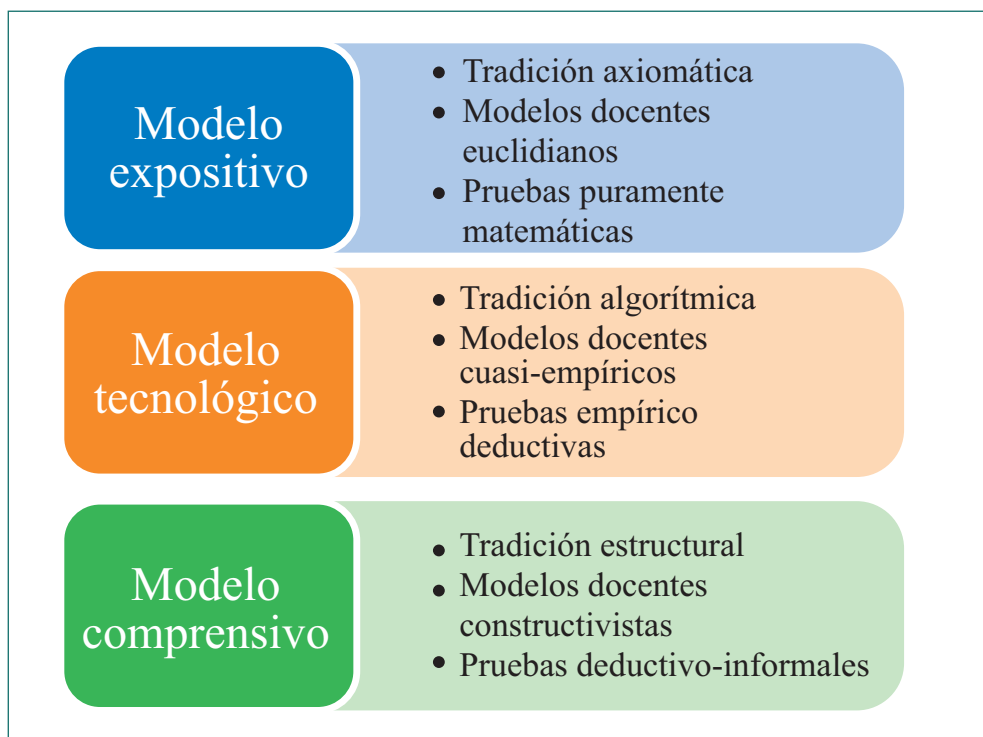 Modelo
expositivo
• Tradición axiomática
• Modelos docentes
euclidianos
• Pruebas puramente
matemáticas
Modelo
tecnológico
• Tradición algorítmica
• Modelos docentes
cuasi-empíricos
• Pruebas empírico
deductivas
Modelo
comprensivo
• Tradición estructural
• Modelos docentes
constructivistas
• Pruebas deductivo-informales